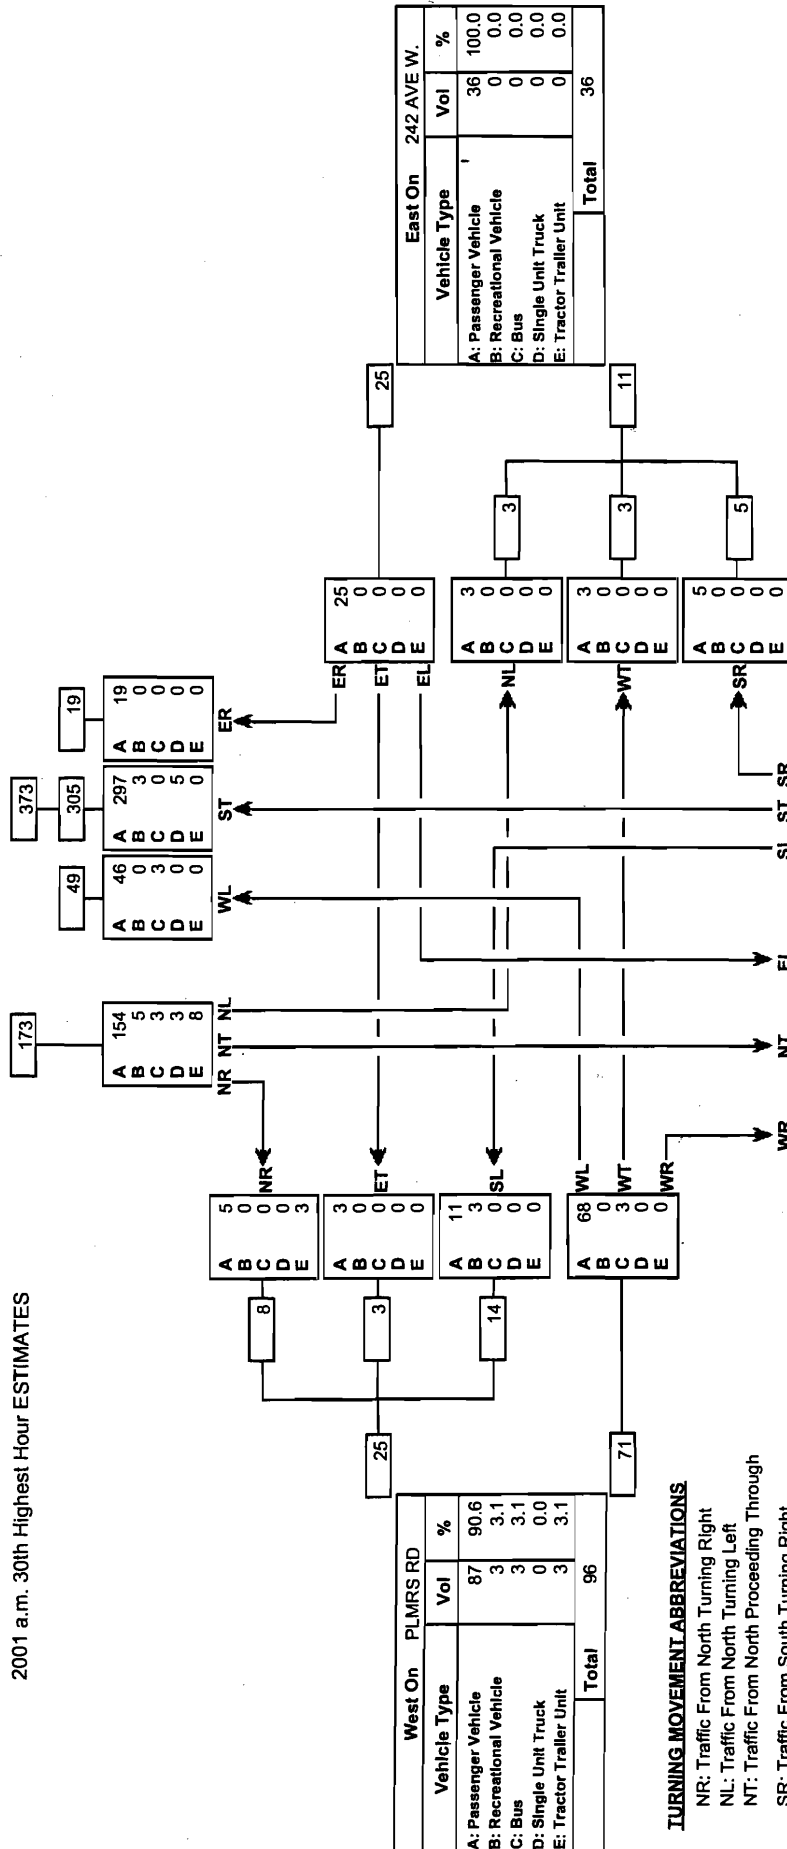 2001 a.m. 30th Highest Hour ESTIMATES
173
A 154
B 5
C 3
D 3
E 8
NR NT NL
49
A 46
B 0
C 3
D 0
E 0
WL
373
305
A 297
B 3
C 0
D 5
E 0
ST
19
A 19
B 0
C 0
D 0
E 0
ER
West On PLMRS RD
Vehicle Type Vol %
A: Passenger Vehicle 87 90.6
B: Recreational Vehicle 3 3.1
C: Bus 3 3.1
D: Single Unit Truck 0 0.0
E: Tractor Trailer Unit 3 3.1
Total 96
25
8
A 5
B 0
C 0
D 0
E 3
NR
3
A 3
B 0
C 0
D 0
E 0
ET
14
A 11
B 3
C 0
D 0
E 0
SL
71
A 68
B 0
C 3
D 0
E 0
WL
WT
WR
ER
ET
EL
A 25
B 0
C 0
D 0
E 0
25
NL
A 3
B 0
C 0
D 0
E 0
3
WT
A 3
B 0
C 0
D 0
E 0
3
SR
A 5
B 0
C 0
D 0
E 0
5
11
East On 242 AVE W.
Vehicle Type Vol %
A: Passenger Vehicle 36 100.0
B: Recreational Vehicle 0 0.0
C: Bus 0 0.0
D: Single Unit Truck 0 0.0
E: Tractor Trailer Unit 0 0.0
Total 36
WR NT EL SL ST SR
TURNING MOVEMENT ABBREVIATIONS
NR: Traffic From North Turning Right
NL: Traffic From North Turning Left
NT: Traffic From North Proceeding Through
SR: Traffic From South Turning Right